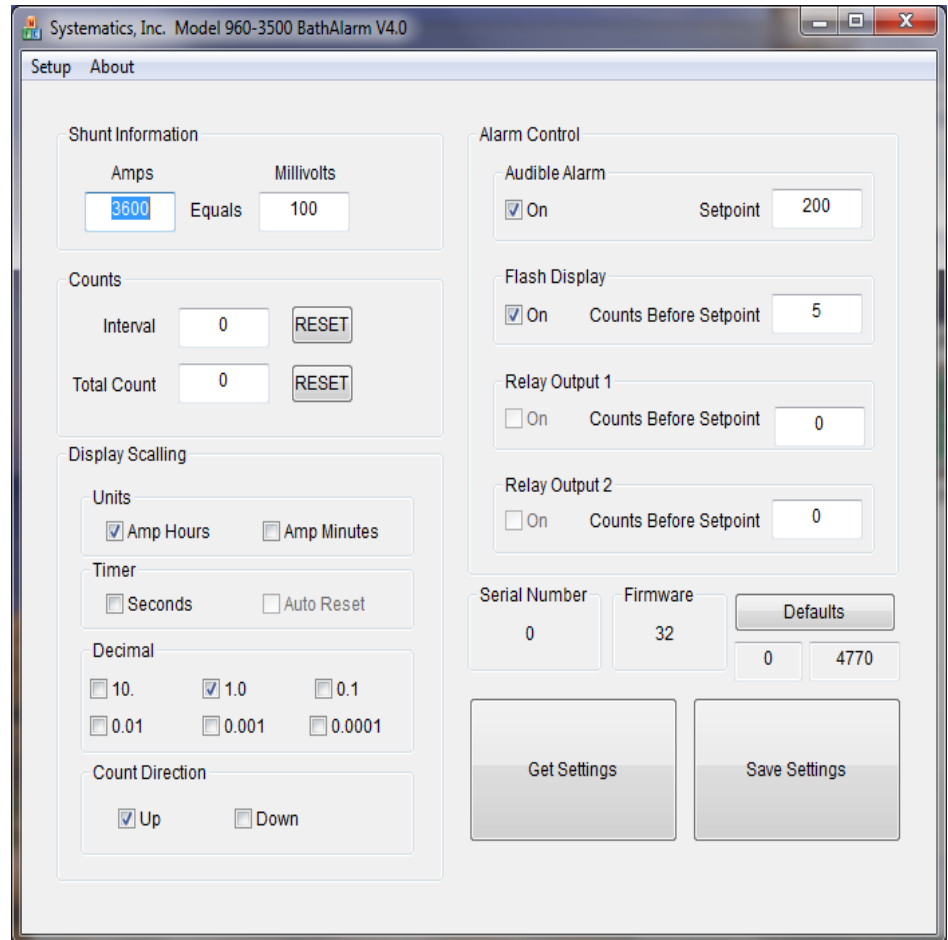 Systematics, Inc.  Model 960-3500 BathAlarm V4.0
Setup About
Shunt Information
Amps Millivolts
3600 Equals 100
Counts
Interval 0 RESET
Total Count 0 RESET
Display Scalling
Units
Amp Hours Amp Minutes
Timer
Seconds Auto Reset
Decimal
10. 1.0 0.1
0.01 0.001 0.0001
Count Direction
Up Down
Alarm Control
Audible Alarm
On Setpoint 200
Flash Display
On Counts Before Setpoint 5
Relay Output 1
On Counts Before Setpoint 0
Relay Output 2
On Counts Before Setpoint 0
Serial Number Firmware
0 32
Defaults
0 4770
Get Settings Save Settings